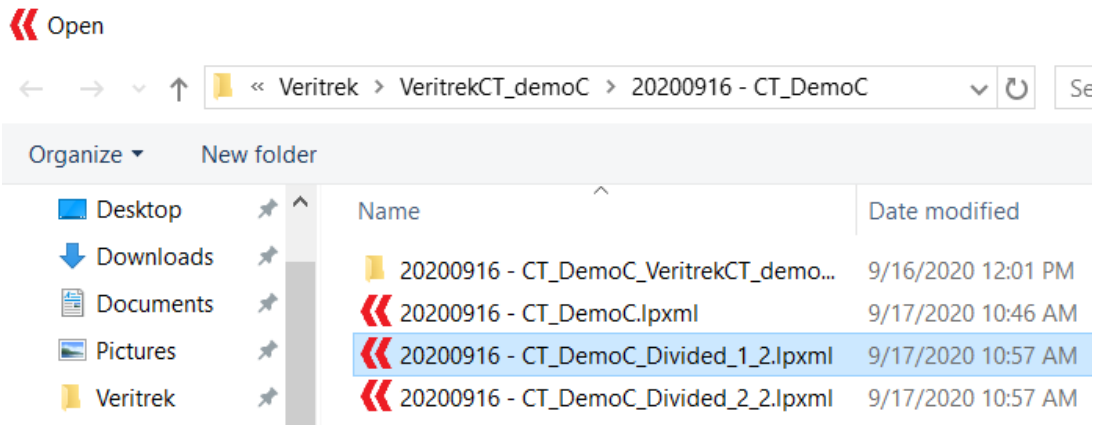 Open
« Veritrek > VeritrekCT_demoC > 20200916 - CT_DemoC Se
Organize New folder
Desktop
Downloads
Documents
Pictures
Veritrek
Name Date modified
20200916 - CT_DemoC_VeritrekCT_demo... 9/16/2020 12:01 PM
20200916 - CT_DemoC.lpxml 9/17/2020 10:46 AM
20200916 - CT_DemoC_Divided_1_2.lpxml 9/17/2020 10:57 AM
20200916 - CT_DemoC_Divided_2_2.lpxml 9/17/2020 10:57 AM